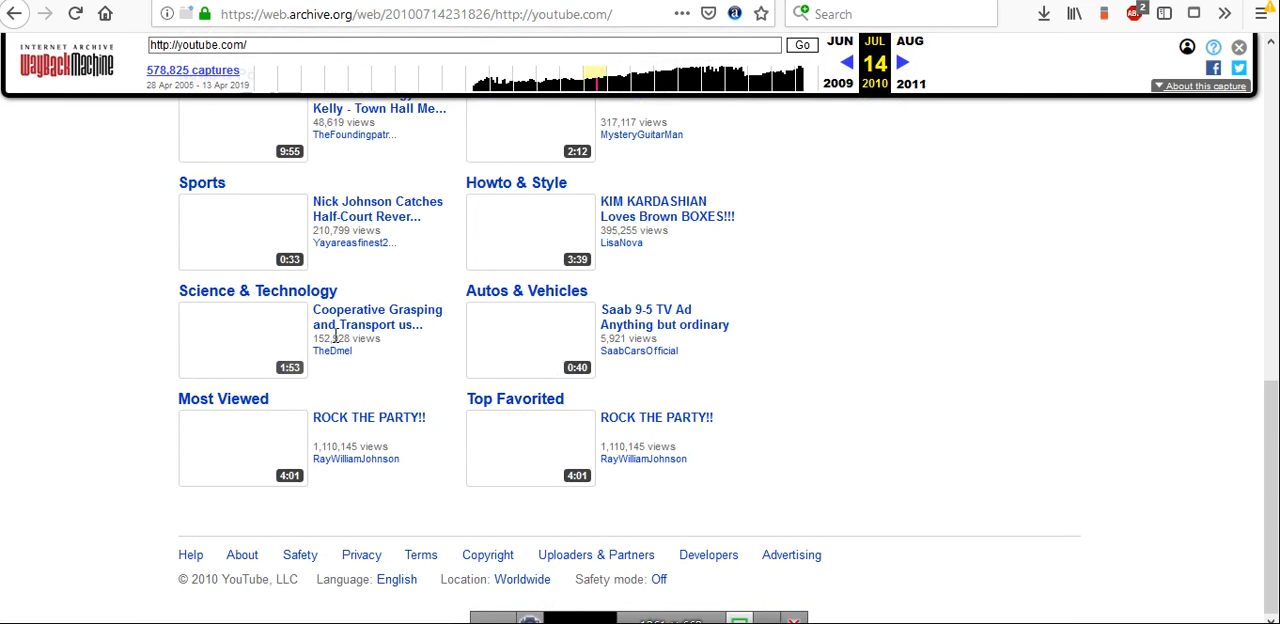 https://web.archive.org/web/20100714231826/http://youtube.com/
Search
2
INTERNET ARCHIVE
WayBackMachine
http://youtube.com/
Go
JUN JUL AUG
578,825 captures
14
28 Apr 2005 - 13 Apr 2019
2009 2010 2011
About this capture
Kelly - Town Hall Me...
48,619 views
TheFoundingpatr...
9:55
317,117 views
MysteryGuitarMan
2:12
Sports
Nick Johnson Catches
Half-Court Rever...
210,799 views
Yayareasfinest2...
0:33
Howto & Style
KIM KARDASHIAN
Loves Brown BOXES!!!
395,255 views
LisaNova
3:39
Science & Technology
Cooperative Grasping
and Transport us...
views
TheDmel
1:53
Autos & Vehicles
Saab 9-5 TV Ad
Anything but ordinary
5,921 views
SaabCarsOfficial
0:40
Most Viewed
ROCK THE PARTY!!
1,110,145 views
RayWilliamJohnson
4:01
Top Favorited
ROCK THE PARTY!!
1,110,145 views
RayWilliamJohnson
4:01
Help About Safety Privacy Terms Copyright Uploaders & Partners Developers Advertising
© 2010 YouTube, LLC Language: English Location: Worldwide Safety mode: Off